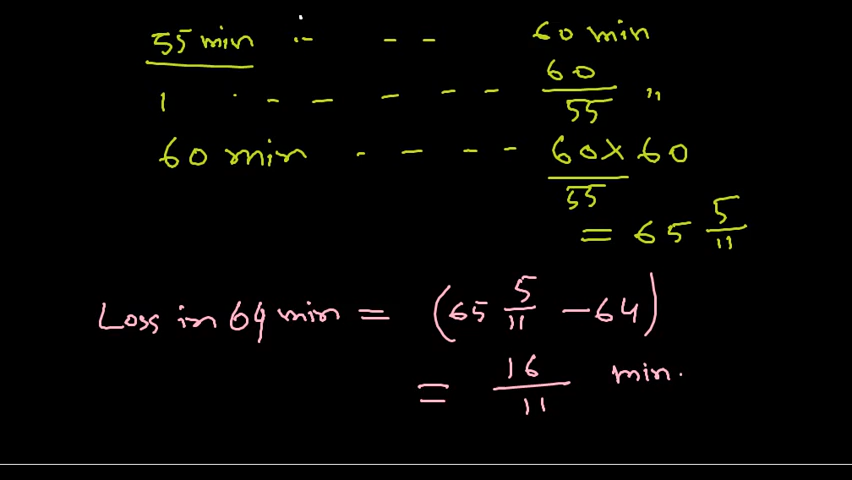 55 min :- - - 60 min
1 - - - - - 60/55 "
60 min - - - - 60 x 60/55
= 65 5/11
Loss in 64 min = (65 5/11 - 64)
= 16/11 min.